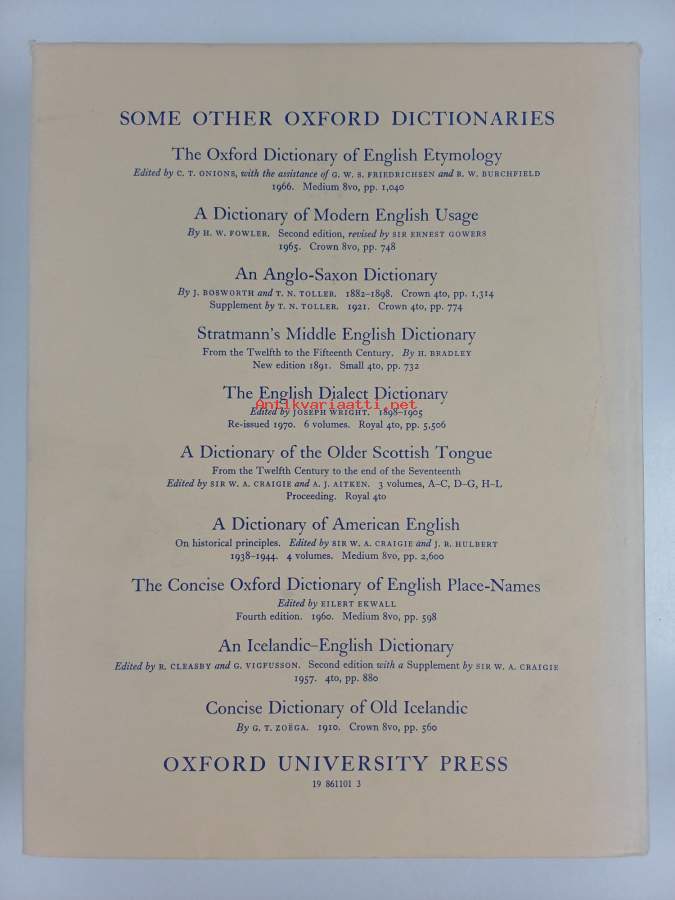 SOME OTHER OXFORD DICTIONARIES
The Oxford Dictionary of English Etymology
Edited by C. T. ONIONS, with the assistance of G. W. S. FRIEDRICHSEN and R. W. BURCHFIELD
1966. Medium 8vo, pp. 1,040
A Dictionary of Modern English Usage
By H. W. FOWLER. Second edition, revised by SIR ERNEST GOWERS
1965. Crown 8vo, pp. 748
An Anglo-Saxon Dictionary
By J. BOSWORTH and T. N. TOLLER. 1882–1898. Crown 4to, pp. 1,314
Supplement by T. N. TOLLER. 1921. Crown 4to, pp. 774
Stratmann's Middle English Dictionary
From the Twelfth to the Fifteenth Century. By H. BRADLEY
New edition 1891. Small 4to, pp. 732
The English Dialect Dictionary
Antikvariaatti.net
Edited by JOSEPH WRIGHT. 1898–1905
Re-issued 1970. 6 volumes. Royal 4to, pp. 5,506
A Dictionary of the Older Scottish Tongue
From the Twelfth Century to the end of the Seventeenth
Edited by SIR W. A. CRAIGIE and A. J. AITKEN. 3 volumes, A–C, D–G, H–L
Proceeding. Royal 4to
A Dictionary of American English
On historical principles. Edited by SIR W. A. CRAIGIE and J. R. HULBERT
1938–1944. 4 volumes. Medium 8vo, pp. 2,600
The Concise Oxford Dictionary of English Place-Names
Edited by EILERT EKWALL
Fourth edition. 1960. Medium 8vo, pp. 598
An Icelandic–English Dictionary
Edited by R. CLEASBY and G. VIGFUSSON. Second edition with a Supplement by SIR W. A. CRAIGIE
1957. 4to, pp. 880
Concise Dictionary of Old Icelandic
By G. T. ZOËGA. 1910. Crown 8vo, pp. 560
OXFORD UNIVERSITY PRESS
19 861101 3